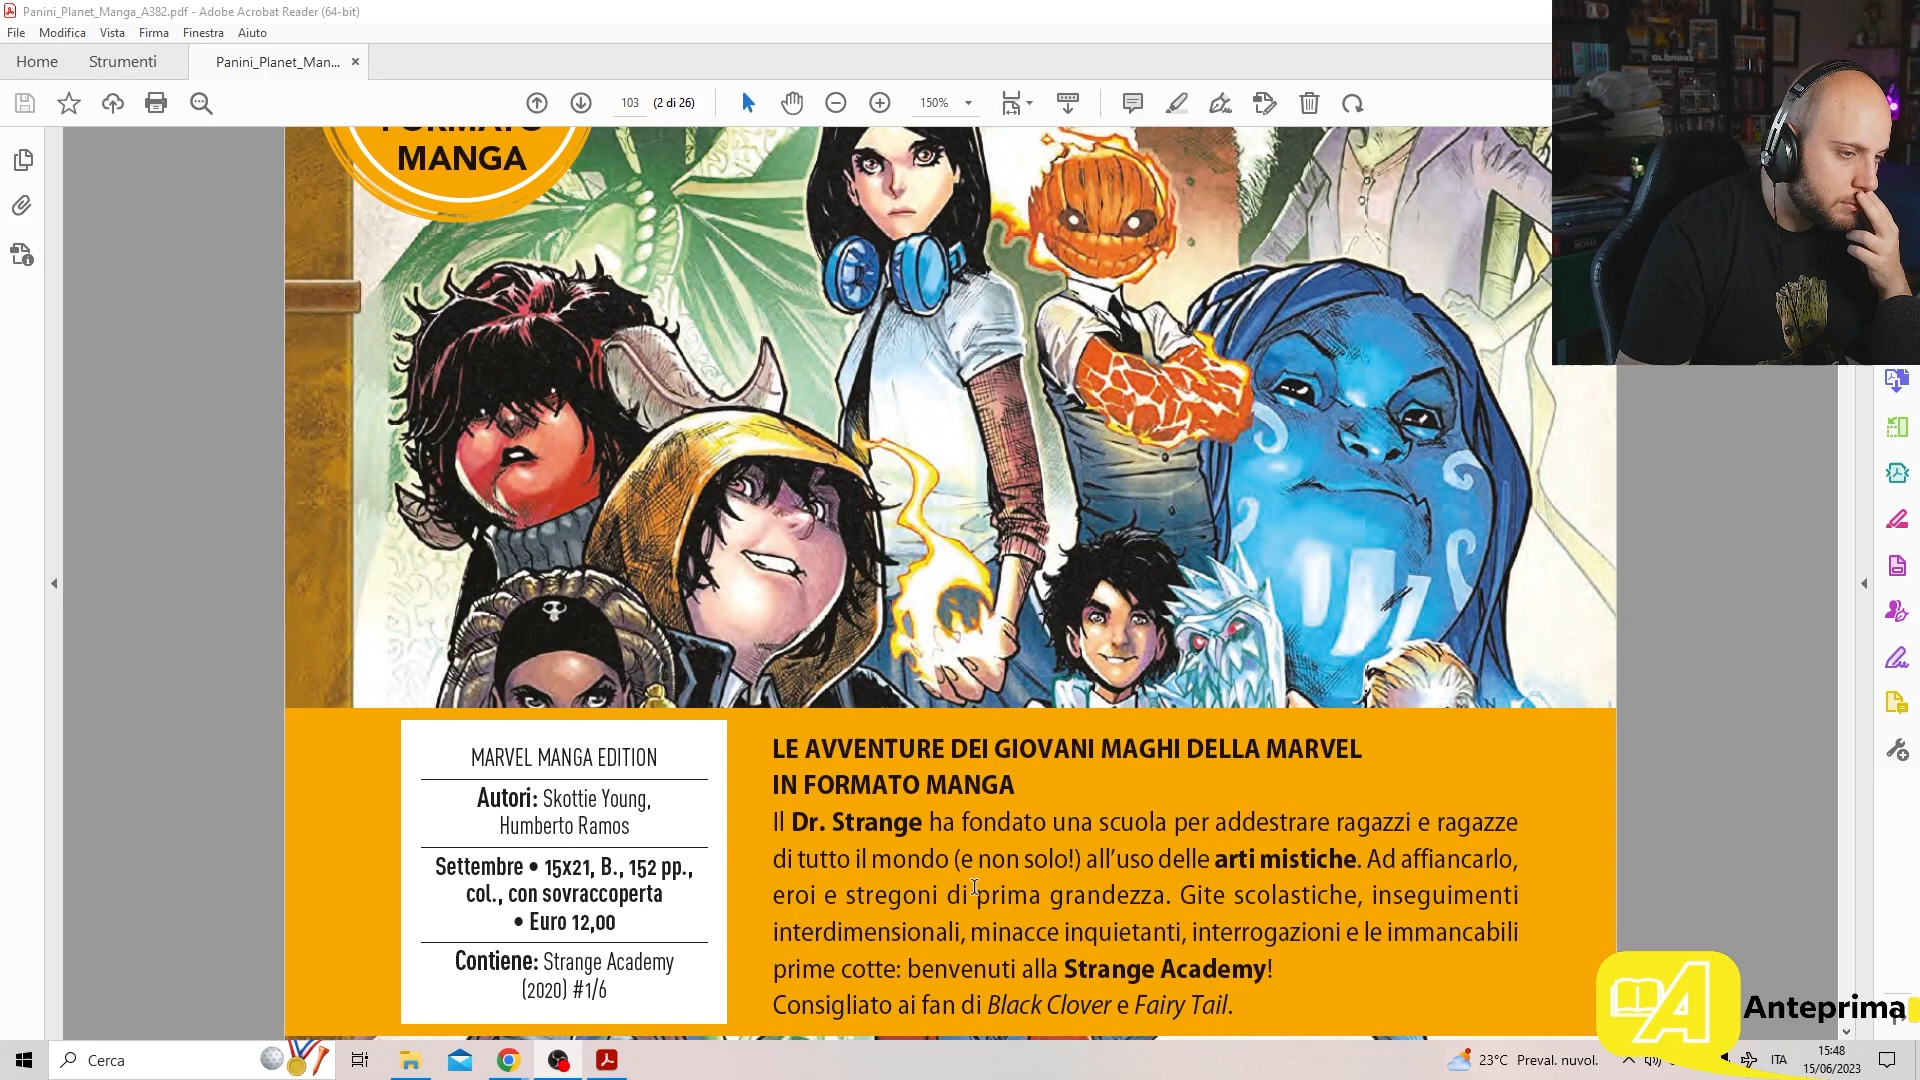 Panini_Planet_Manga_A382.pdf - Adobe Acrobat Reader (64-bit)
File Modifica Vista Firma Finestra Aiuto
Home Strumenti Panini_Planet_Man...
103 (2 di 26) 150%
FORMATO
MANGA
MARVEL MANGA EDITION
Autori: Skottie Young,
Humberto Ramos
Settembre • 15x21, B., 152 pp.,
col., con sovraccoperta
• Euro 12,00
Contiene: Strange Academy
(2020) #1/6
LE AVVENTURE DEI GIOVANI MAGHI DELLA MARVEL
IN FORMATO MANGA
Il Dr. Strange ha fondato una scuola per addestrare ragazzi e ragazze
di tutto il mondo (e non solo!) all'uso delle arti mistiche. Ad affiancarlo,
eroi e stregoni di prima grandezza. Gite scolastiche, inseguimenti
interdimensionali, minacce inquietanti, interrogazioni e le immancabili
prime cotte: benvenuti alla Strange Academy!
Consigliato ai fan di Black Clover e Fairy Tail.
A Anteprima
Cerca
23°C Preval. nuvol.
ITA
15:48
15/06/2023